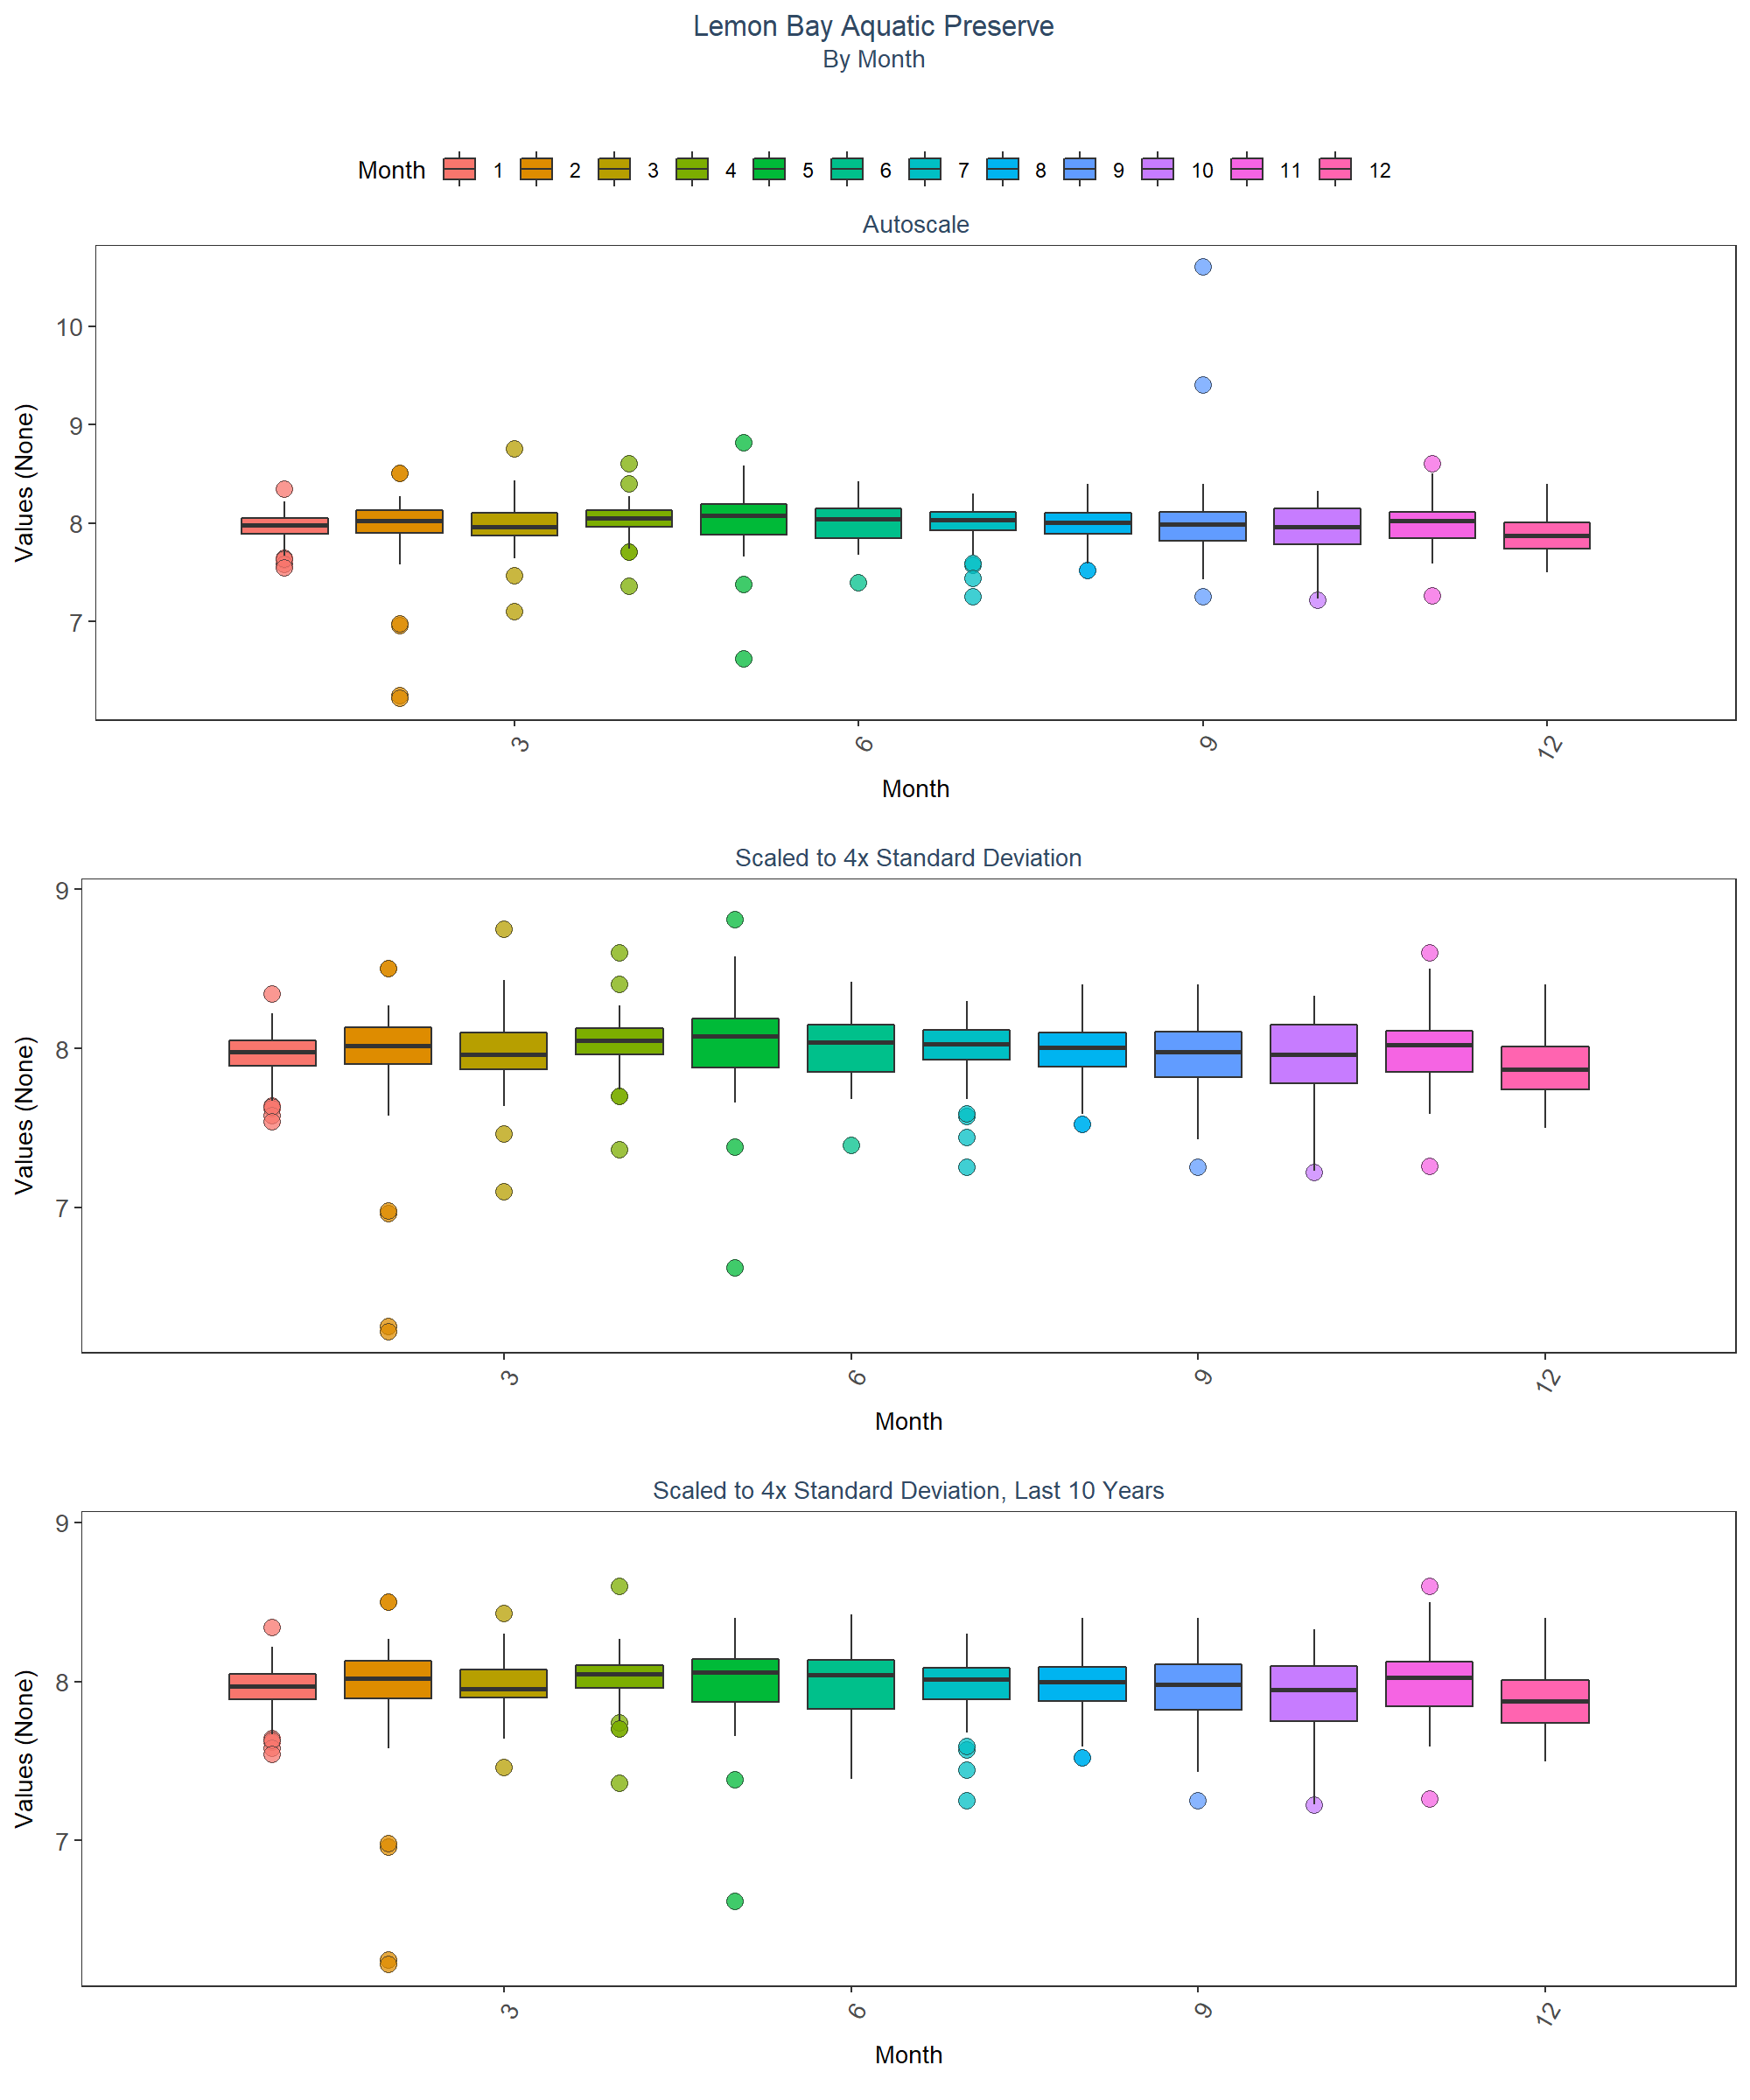 Lemon Bay Aquatic Preserve
By Month
Month 1 2 3 4 5 6 7 8 9 10 11 12
Autoscale
10
9
8
7
Values (None)
3 6 9 12
Month
Scaled to 4x Standard Deviation
9
8
7
Values (None)
3 6 9 12
Month
Scaled to 4x Standard Deviation, Last 10 Years
9
8
7
Values (None)
3 6 9 12
Month